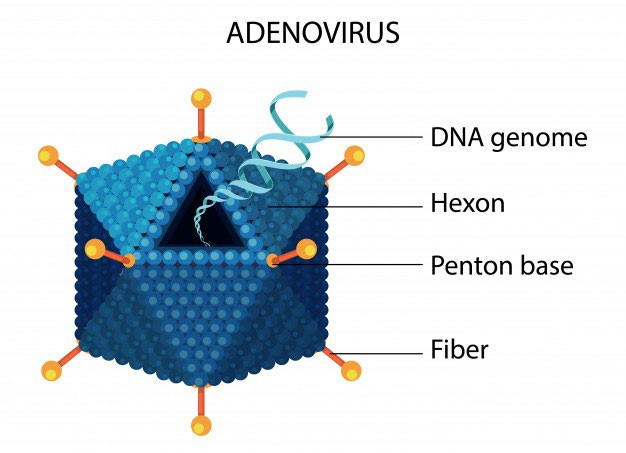 ADENOVIRUS
DNA genome
Hexon
Penton base
Fiber